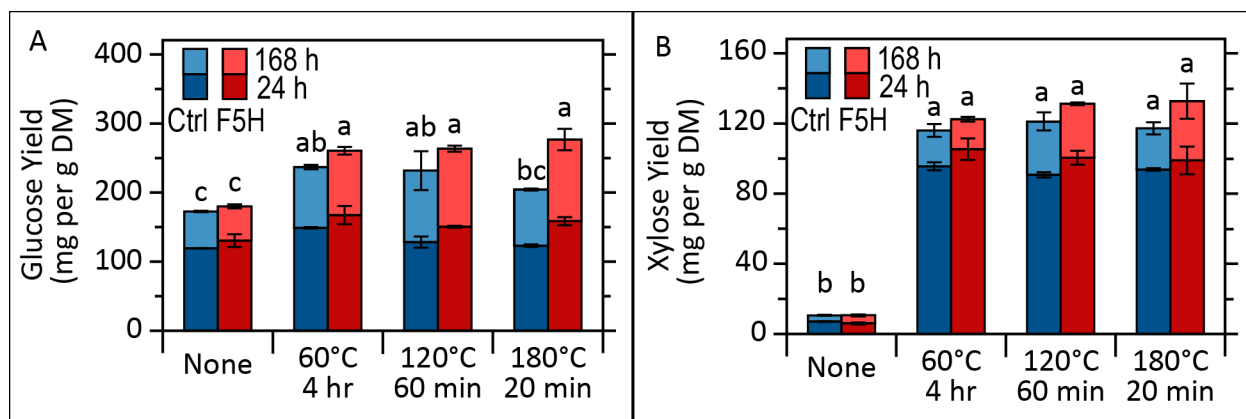 A
Glucose Yield
(mg per g DM)
400
300
200
100
0
168 h
24 h
Ctrl F5H
c
c
ab
a
ab
a
bc
a
None
60°C
4 hr
120°C
60 min
180°C
20 min
B
Xylose Yield
(mg per g DM)
160
120
80
40
0
168 h
24 h
Ctrl F5H
b
b
a
a
a
a
a
a
None
60°C
4 hr
120°C
60 min
180°C
20 min